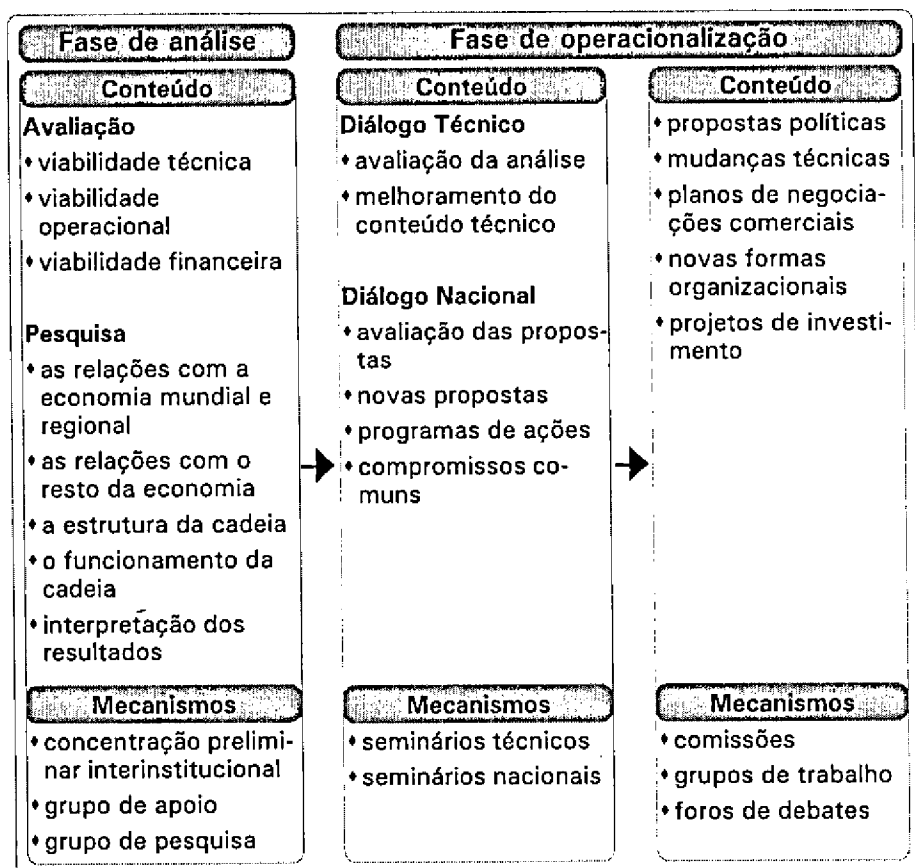 Fase de análise
Conteúdo
Avaliação
• viabilidade técnica
• viabilidade
operacional
• viabilidade financeira
Pesquisa
• as relações com a
economia mundial e
regional
• as relações com o
resto da economia
• a estrutura da cadeia
• o funcionamento da
cadeia
• interpretação dos
resultados
Mecanismos
• concentração prelimi-
nar interinstitucional
• grupo de apoio
• grupo de pesquisa
Fase de operacionalização
Conteúdo
Diálogo Técnico
• avaliação da análise
• melhoramento do
conteúdo técnico
Diálogo Nacional
• avaliação das propos-
tas
• novas propostas
• programas de ações
• compromissos co-
muns
Mecanismos
• seminários técnicos
• seminários nacionais
Conteúdo
• propostas políticas
• mudanças técnicas
• planos de negocia-
ções comerciais
• novas formas
organizacionais
• projetos de investi-
mento
Mecanismos
• comissões
• grupos de trabalho
• foros de debates